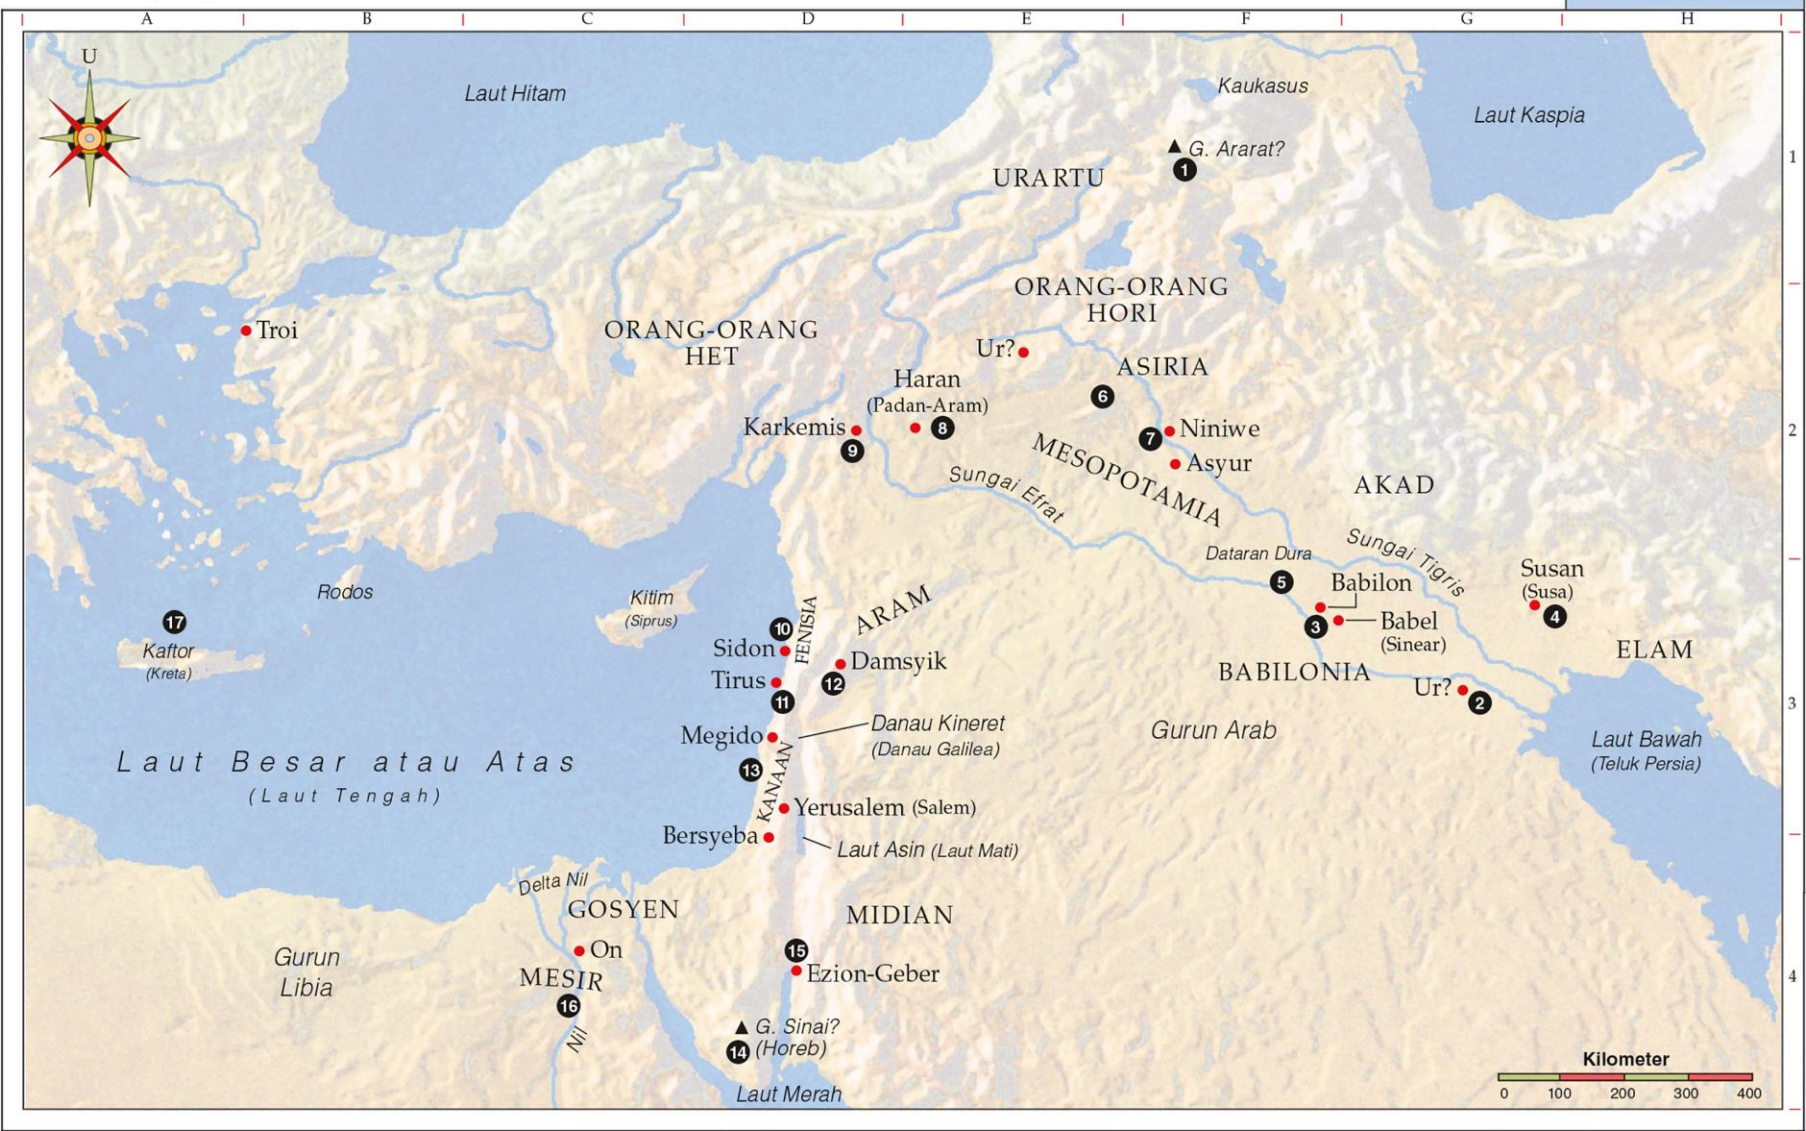 A B C D E F G H
U
Laut Hitam
Kaukasus
Laut Kaspia
G. Ararat?
1
1
URARTU
ORANG-ORANG
HORI
Troi
ORANG-ORANG
HET
Ur?
ASIRIA
Haran
(Padan-Aram)
6
Karkemis
8
7
Niniwe
2
9
Asyur
MESOPOTAMIA
Sungai Efrat
AKAD
Dataran Dura
Sungai Tigris
5
Babilon
Susan
(Susa)
4
Rodos
Kitim
(Siprus)
ARAM
FENISIA
10
17
3
Babel
(Sinear)
Kaftor
(Kreta)
Sidon
Damsyik
ELAM
Tirus
12
BABILONIA
Ur?
2
11
3
Megido
Danau Kineret
(Danau Galilea)
Gurun Arab
Laut Bawah
(Teluk Persia)
Laut Besar atau Atas
(Laut Tengah)
13
KANAAN
Yerusalem (Salem)
Bersyeba
Laut Asin (Laut Mati)
Delta Nil
GOSYEN
MIDIAN
Gurun
Libia
On
15
Ezion-Geber
4
MESIR
16
Nil
G. Sinai?
(Horeb)
14
Laut Merah
Kilometer
0 100 200 300 400